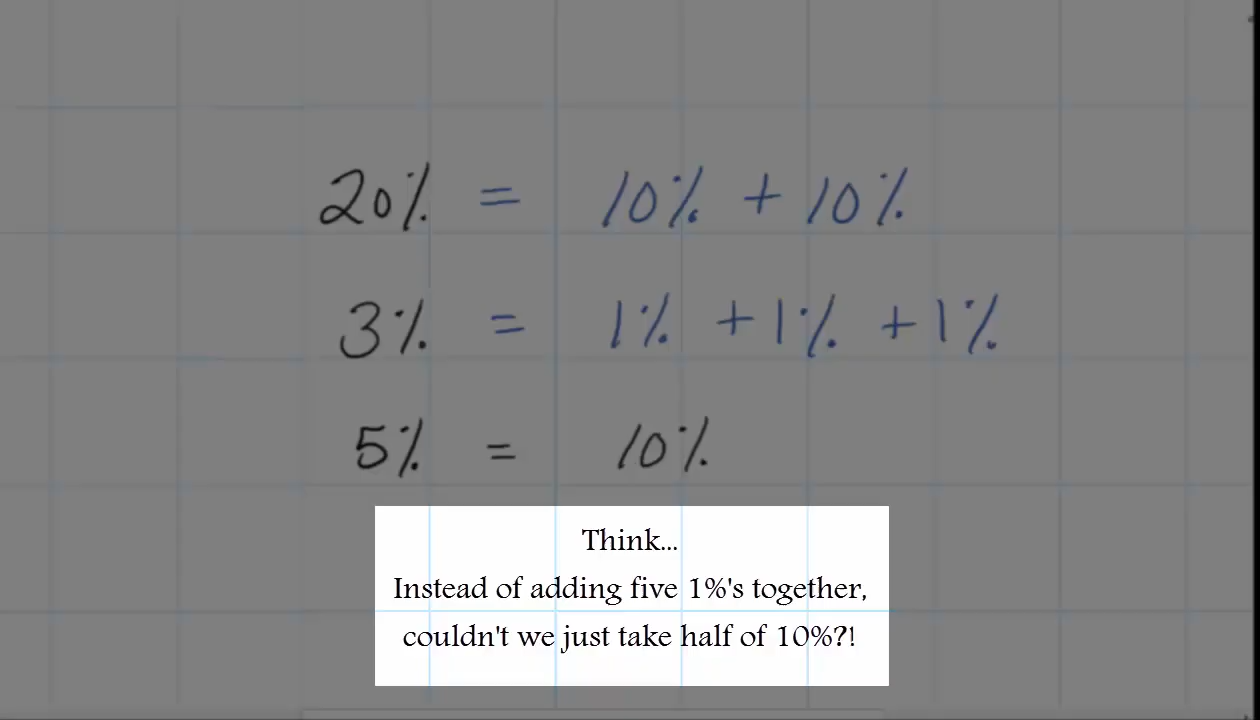 20% = 10% + 10%
3% = 1% + 1% + 1%
5% = 10%
Think...
Instead of adding five 1%'s together,
couldn't we just take half of 10%?!